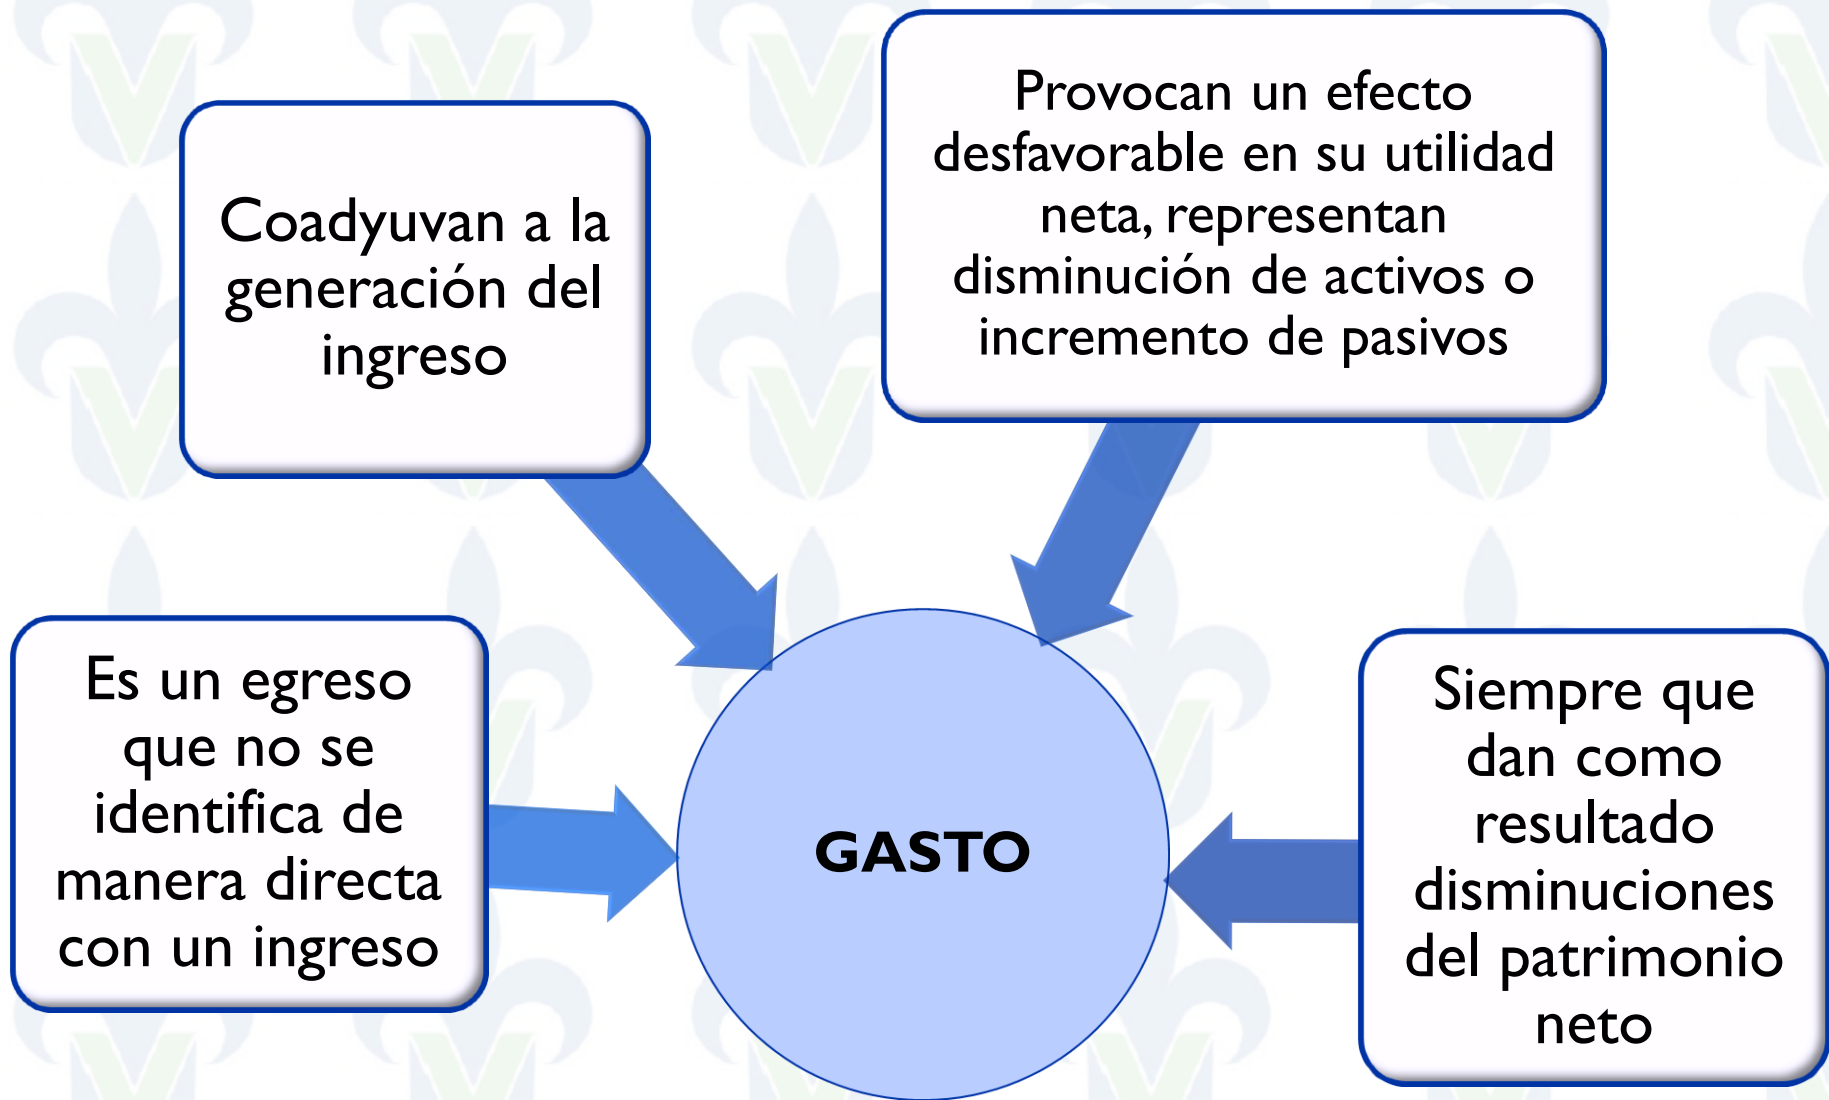 Coadyuvan a la
generación del
ingreso
Provocan un efecto
desfavorable en su utilidad
neta, representan
disminución de activos o
incremento de pasivos
Es un egreso
que no se
identifica de
manera directa
con un ingreso
GASTO
Siempre que
dan como
resultado
disminuciones
del patrimonio
neto